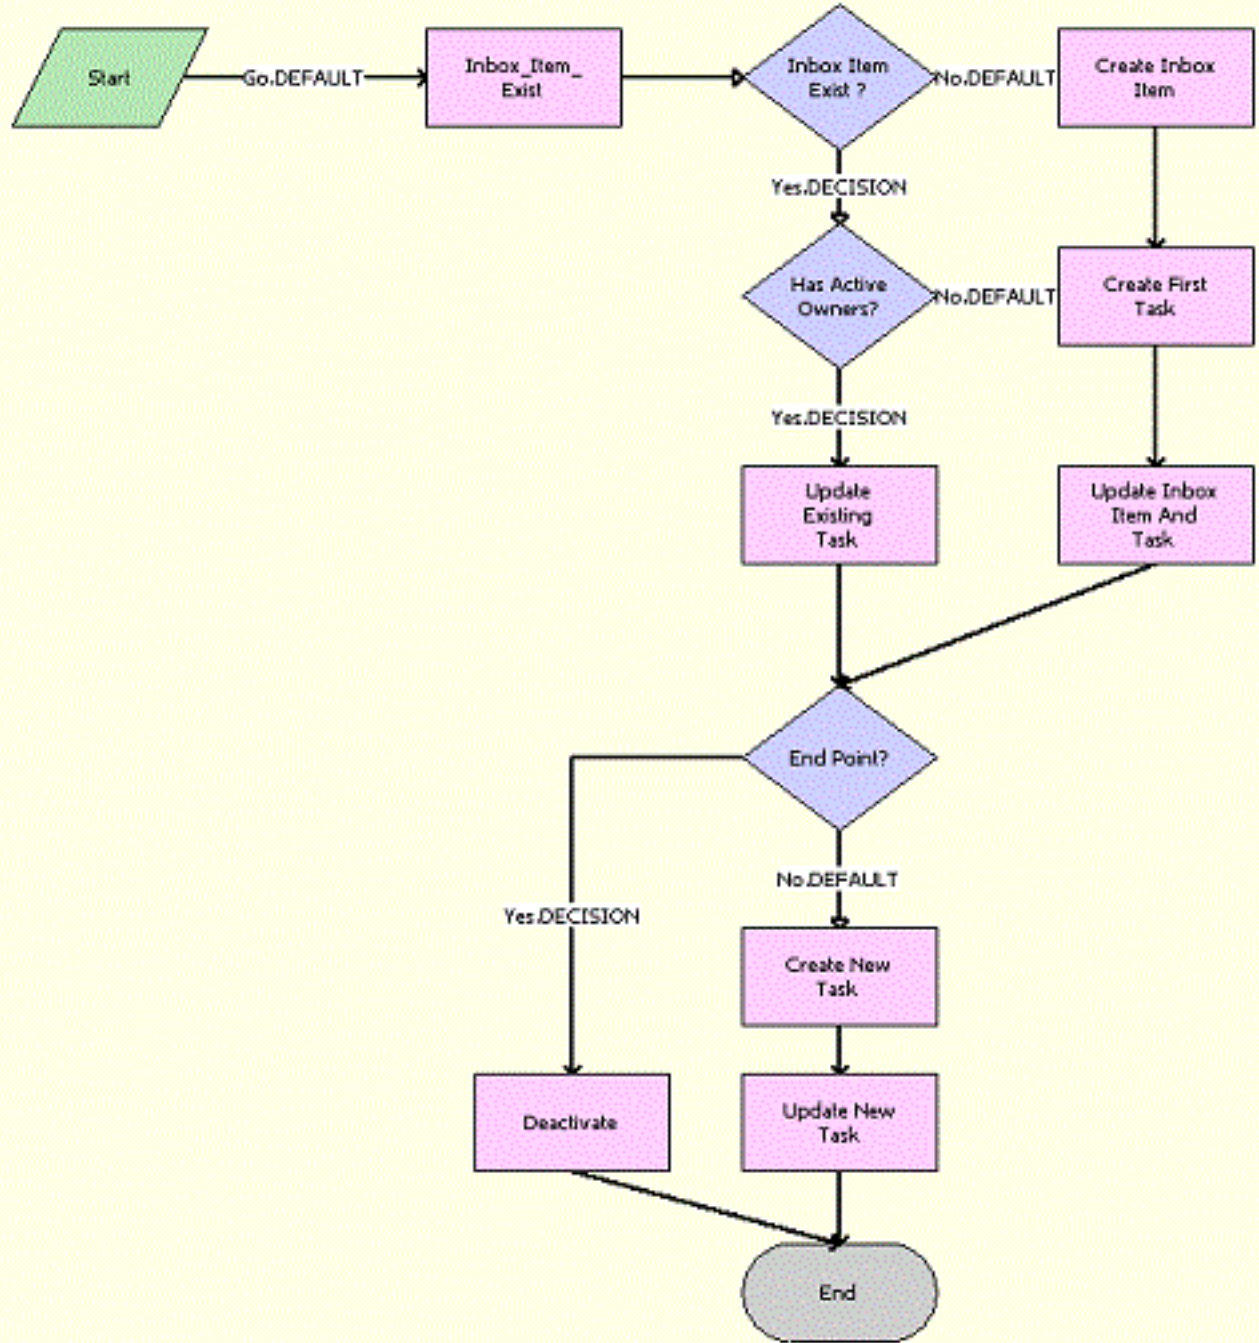 Start
Go.DEFAULT
Inbox_Item_
Exist
Inbox Item
Exist ?
No.DEFAULT
Create Inbox
Item
Yes.DECISION
Has Active
Owners?
No.DEFAULT
Create First
Task
Yes.DECISION
Update
Existing
Task
Update Inbox
Item And
Task
End Point?
No.DEFAULT
Yes.DECISION
Create New
Task
Deactivate
Update New
Task
End